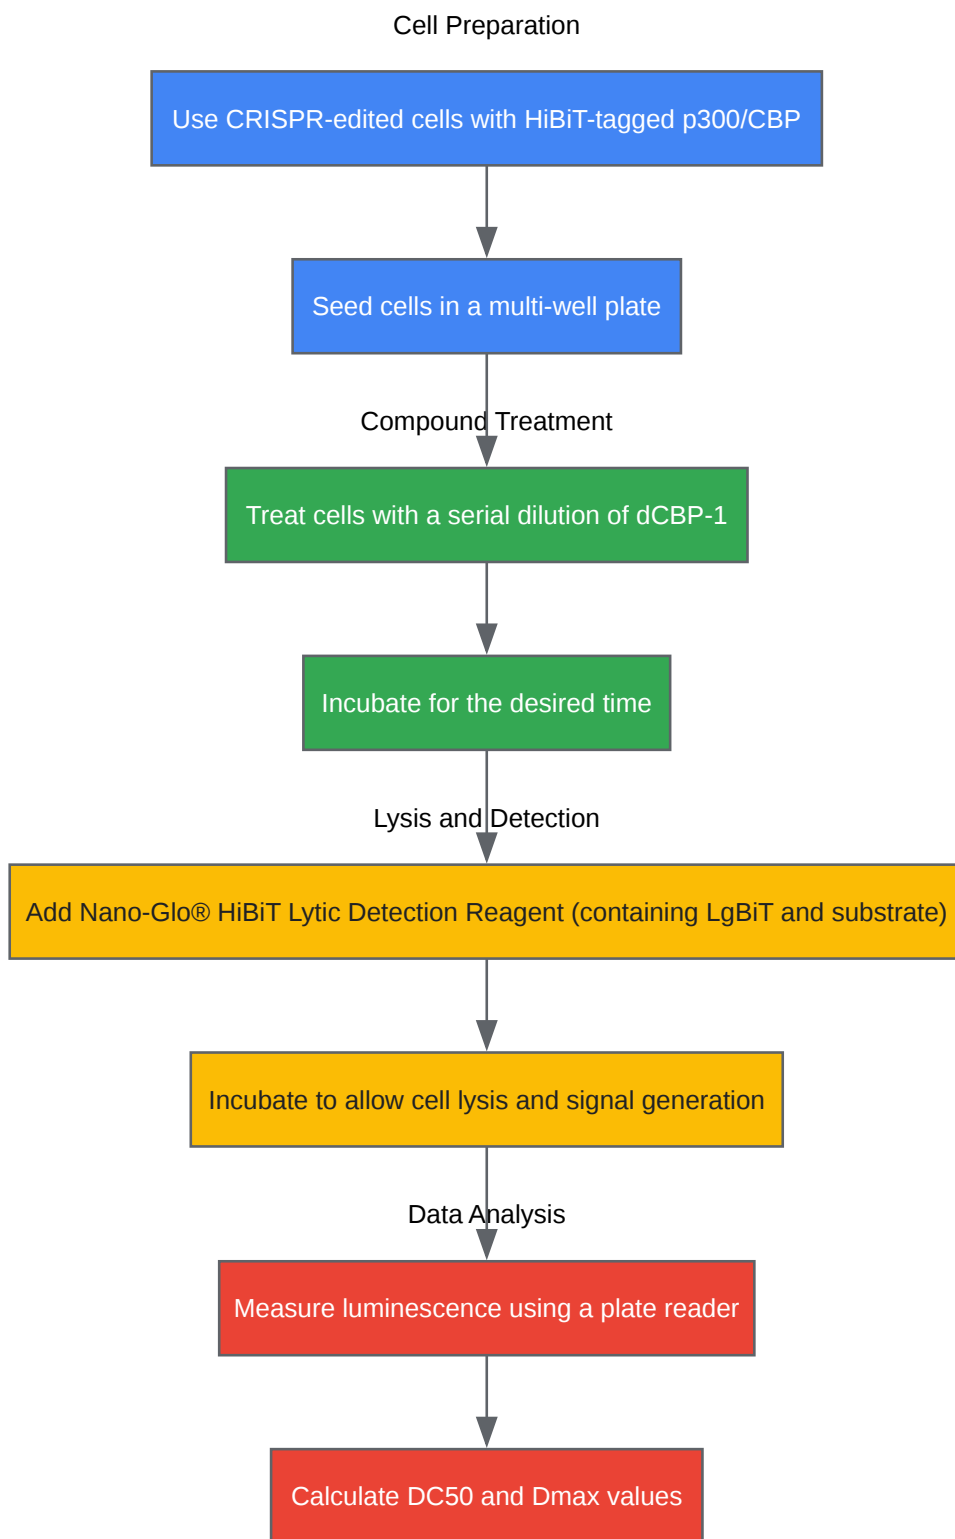 Cell Preparation
Use CRISPR-edited cells with HiBiT-tagged p300/CBP
Seed cells in a multi-well plate
Compound Treatment
Treat cells with a serial dilution of dCBP-1
Incubate for the desired time
Lysis and Detection
Add Nano-Glo® HiBiT Lytic Detection Reagent (containing LgBiT and substrate)
Incubate to allow cell lysis and signal generation
Data Analysis
Measure luminescence using a plate reader
Calculate DC50 and Dmax values